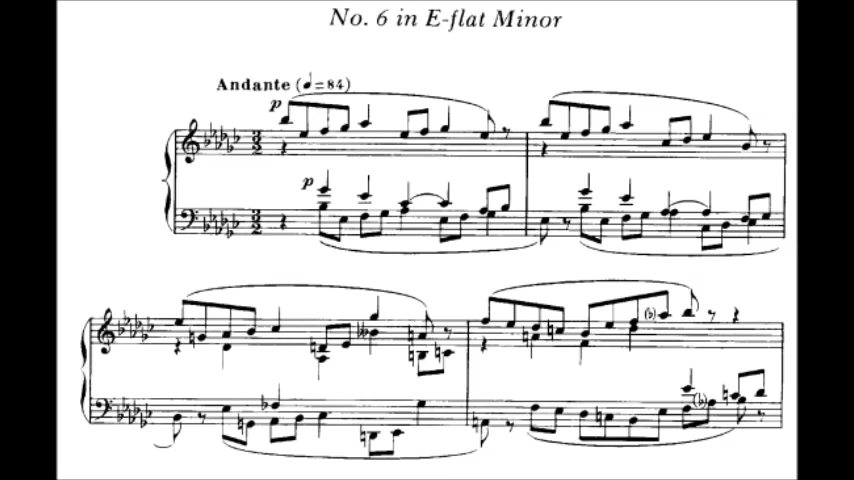 No. 6 in E-flat Minor
Andante (♩=84)
p
p